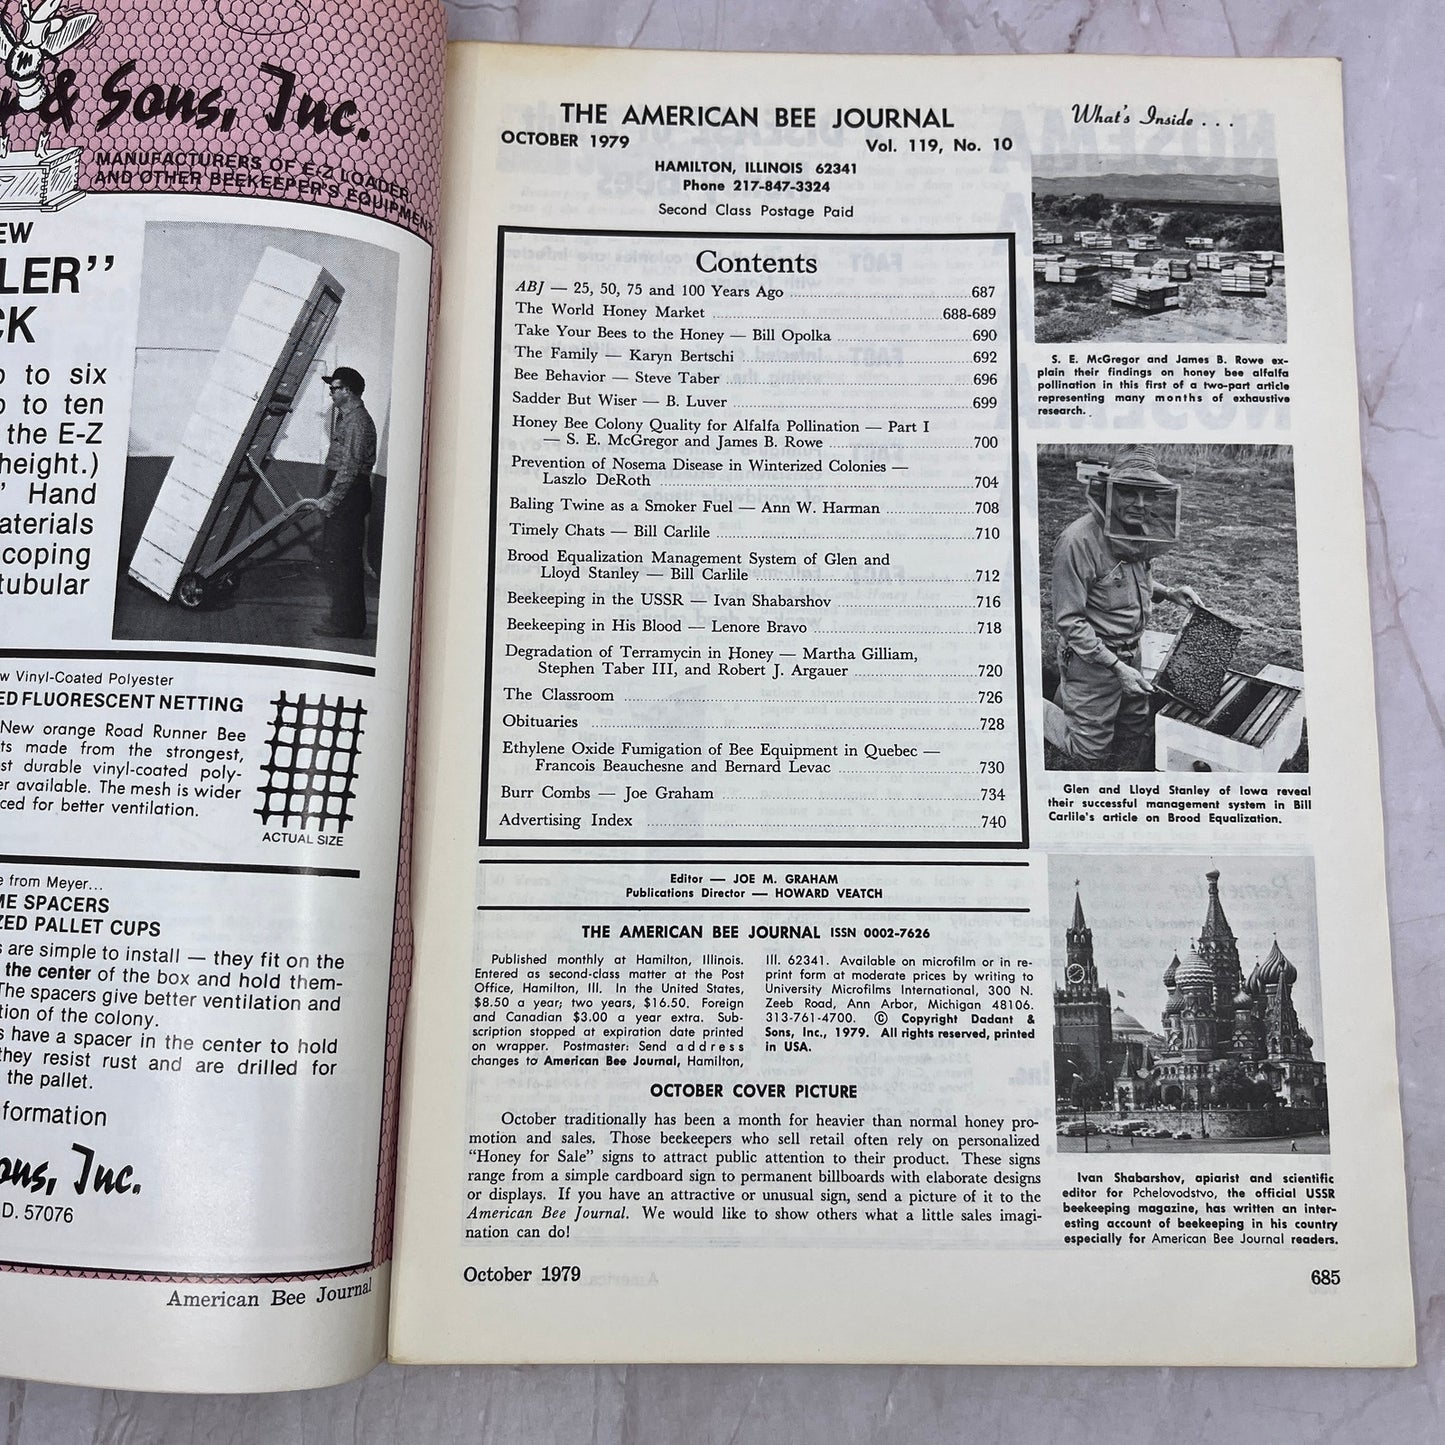 & Sons, Inc.
MANUFACTURERS OF E-Z LOADER
AND OTHER BEEKEEPER'S EQUIPMENT
LER"
to six
to ten
the E-Z
height.)
Hand
coping
tubular
Vinyl-Coated Polyester
FLUORESCENT NETTING
New orange Road Runner Bee
made from the strongest,
durable vinyl-coated poly-
available. The mesh is wider
for better ventilation.
ACTUAL SIZE
from Meyer...
SPACERS
PALLET CUPS
are simple to install — they fit on the
the center of the box and hold them-
The spacers give better ventilation and
of the colony.
have a spacer in the center to hold
they resist rust and are drilled for
the pallet.
Inc.
D. 57076
American Bee Journal
THE AMERICAN BEE JOURNAL
OCTOBER 1979 Vol. 119, No. 10
HAMILTON, ILLINOIS 62341
Phone 217-847-3324
Second Class Postage Paid
Contents
ABJ — 25, 50, 75 and 100 Years Ago 687
The World Honey Market 688-689
Take Your Bees to the Honey — Bill Opolka 690
The Family — Karyn Bertschi 692
Bee Behavior — Steve Taber 696
Sadder But Wiser — B. Luver 699
Honey Bee Colony Quality for Alfalfa Pollination — Part I
— S. E. McGregor and James B. Rowe 700
Prevention of Nosema Disease in Winterized Colonies —
Laszlo DeRoth 704
Baling Twine as a Smoker Fuel — Ann W. Harman 708
Timely Chats — Bill Carlile 710
Brood Equalization Management System of Glen and
Lloyd Stanley — Bill Carlile 712
Beekeeping in the USSR — Ivan Shabarshov 716
Beekeeping in His Blood — Lenore Bravo 718
Degradation of Terramycin in Honey — Martha Gilliam,
Stephen Taber III, and Robert J. Argauer 720
The Classroom 726
Obituaries 728
Ethylene Oxide Fumigation of Bee Equipment in Quebec —
Francois Beauchesne and Bernard Levac 730
Burr Combs — Joe Graham 734
Advertising Index 740
Editor — JOE M. GRAHAM
Publications Director — HOWARD VEATCH
THE AMERICAN BEE JOURNAL ISSN 0002-7626
Published monthly at Hamilton, Illinois.
Entered as second-class matter at the Post
Office, Hamilton, Ill. In the United States,
$8.50 a year; two years, $16.50. Foreign
and Canadian $3.00 a year extra. Sub-
scription stopped at expiration date printed
on wrapper. Postmaster: Send address
changes to American Bee Journal, Hamilton,
Ill. 62341. Available on microfilm or in re-
print form at moderate prices by writing to
University Microfilms International, 300 N.
Zeeb Road, Ann Arbor, Michigan 48106.
313-761-4700. © Copyright Dadant &
Sons, Inc., 1979. All rights reserved, printed
in USA.
OCTOBER COVER PICTURE
October traditionally has been a month for heavier than normal honey pro-
motion and sales. Those beekeepers who sell retail often rely on personalized
"Honey for Sale" signs to attract public attention to their product. These signs
range from a simple cardboard sign to permanent billboards with elaborate designs
or displays. If you have an attractive or unusual sign, send a picture of it to the
American Bee Journal. We would like to show others what a little sales imagi-
nation can do!
October 1979
What's Inside . . .
S. E. McGregor and James B. Rowe ex-
plain their findings on honey bee alfalfa
pollination in this first of a two-part article
representing many months of exhaustive
research.
Glen and Lloyd Stanley of Iowa reveal
their successful management system in Bill
Carlile's article on Brood Equalization.
Ivan Shabarshov, apiarist and scientific
editor for Pchelovodstvo, the official USSR
beekeeping magazine, has written an inter-
esting account of beekeeping in his country
especially for American Bee Journal readers.
685